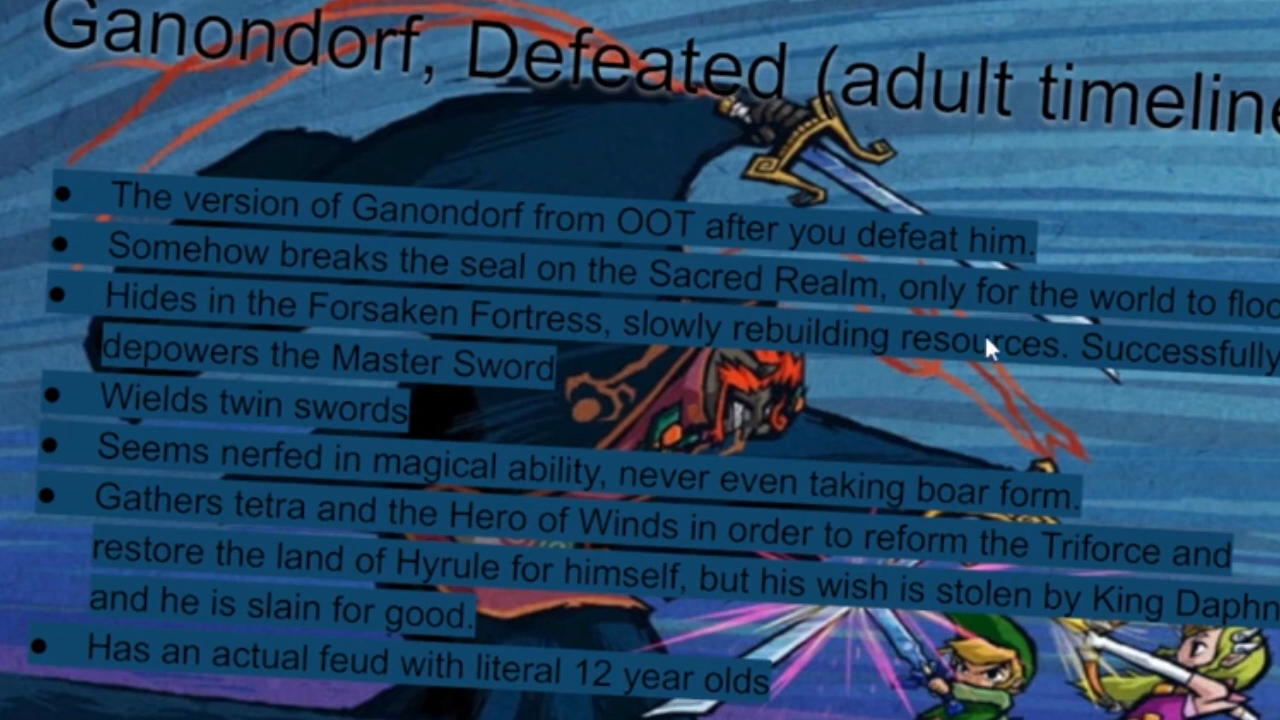 Ganondorf, Defeated (adult timeline
• The version of Ganondorf from OOT after you defeat him.
• Somehow breaks the seal on the Sacred Realm, only for the world to
• Hides in the Forsaken Fortress, slowly rebuilding resources. Successfully
depowers the Master Sword
• Wields twin swords
• Seems nerfed in magical ability, never even taking boar form.
• Gathers tetra and the Hero of Winds in order to reform the Triforce and
restore the land of Hyrule for himself, but his wish is stolen by King
and he is slain for good.
• Has an actual feud with literal 12 year olds